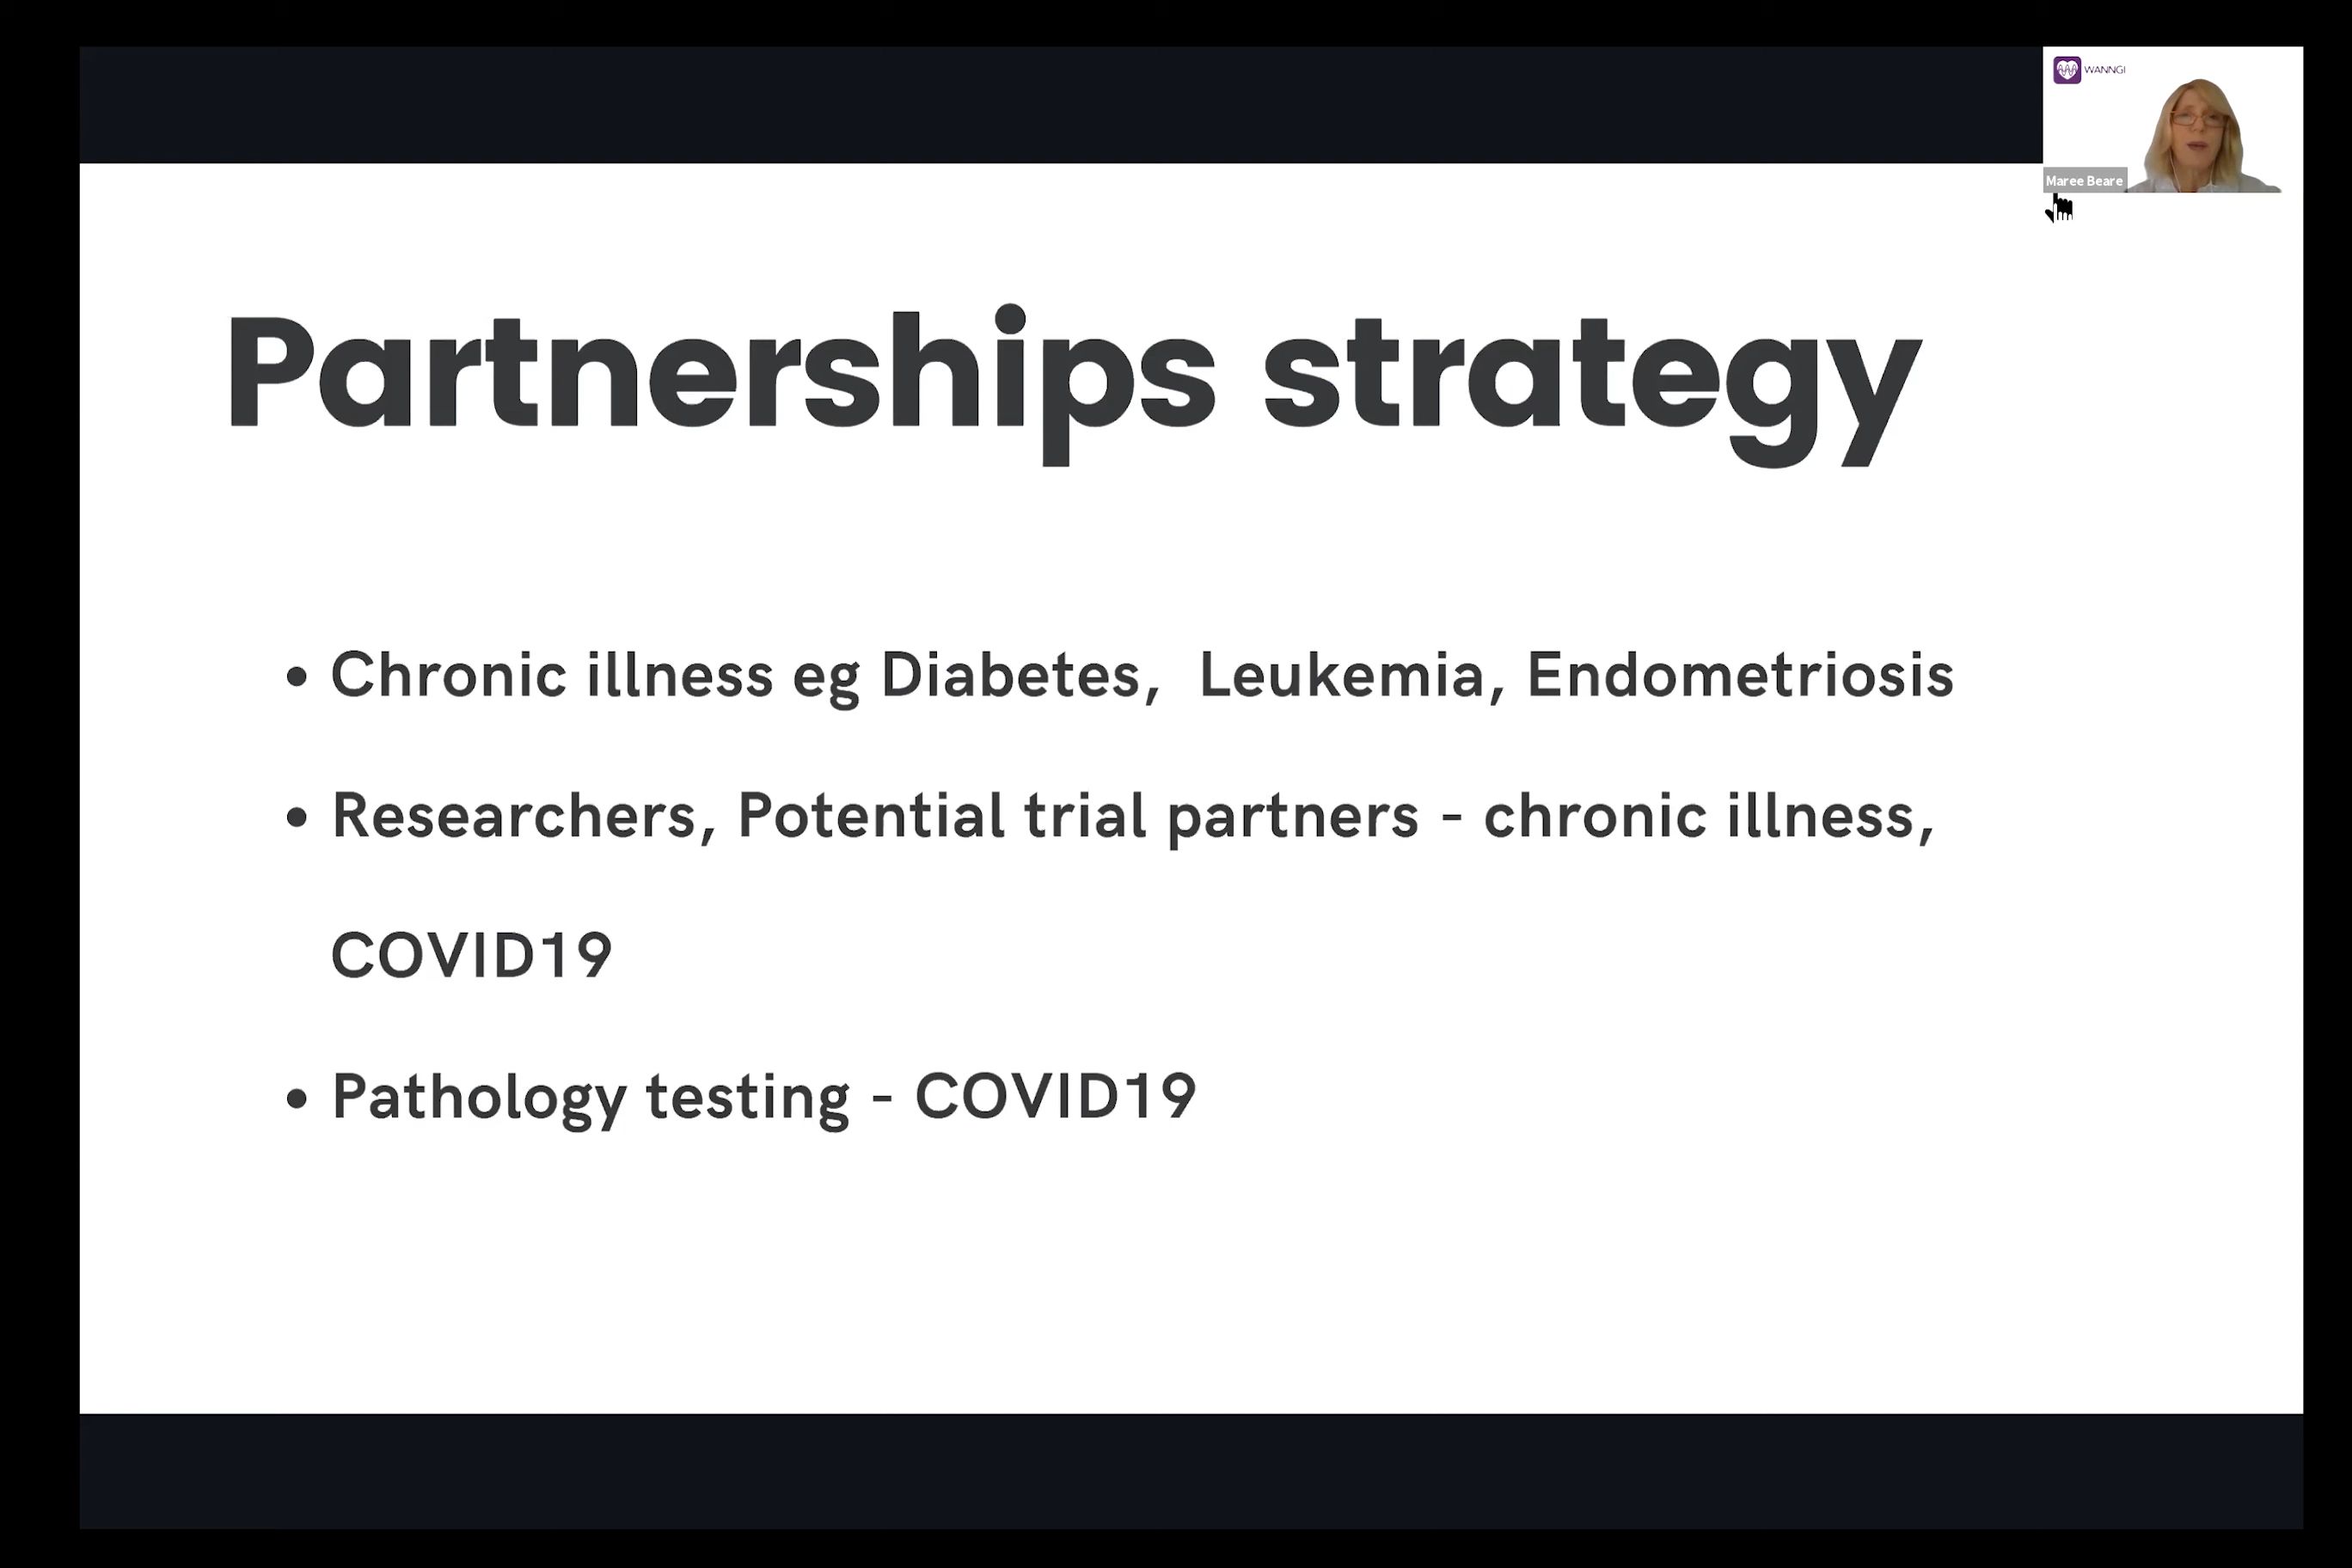 WANNGI
Maree Beare
Partnerships strategy
• Chronic illness eg Diabetes, Leukemia, Endometriosis
• Researchers, Potential trial partners - chronic illness,
COVID19
• Pathology testing - COVID19